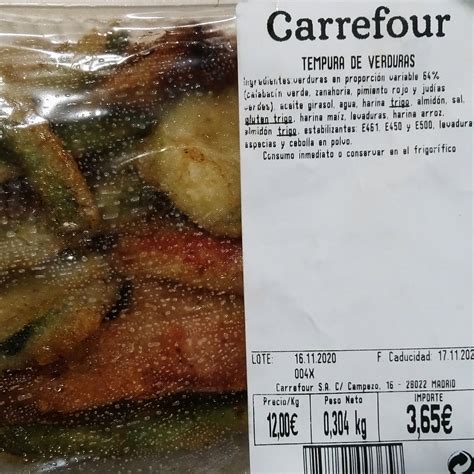 Carrefour
TEMPURA DE VERDURAS
Ingredientes:verduras en proporción variable 64%
(calabacín verde, zanahoria, pimiento rojo y judías
verdes), aceite girasol, agua, harina trigo, almidón, sal,
gluten trigo, harina maíz, levaduras, harina arroz,
almidón trigo, estabilizantes: E461, E450 y E500, levadura
especias y cebolla en polvo.
Consumo inmediato o conservar en el frigorífico
LOTE: 16.11.2020 F Caducidad: 17.11.202
004X
Carrefour S.A. C/ Campezo, 16 - 28022 MADRID
Precio/Kg Peso Neto IMPORTE
12,00€ 0,304 kg 3,65€